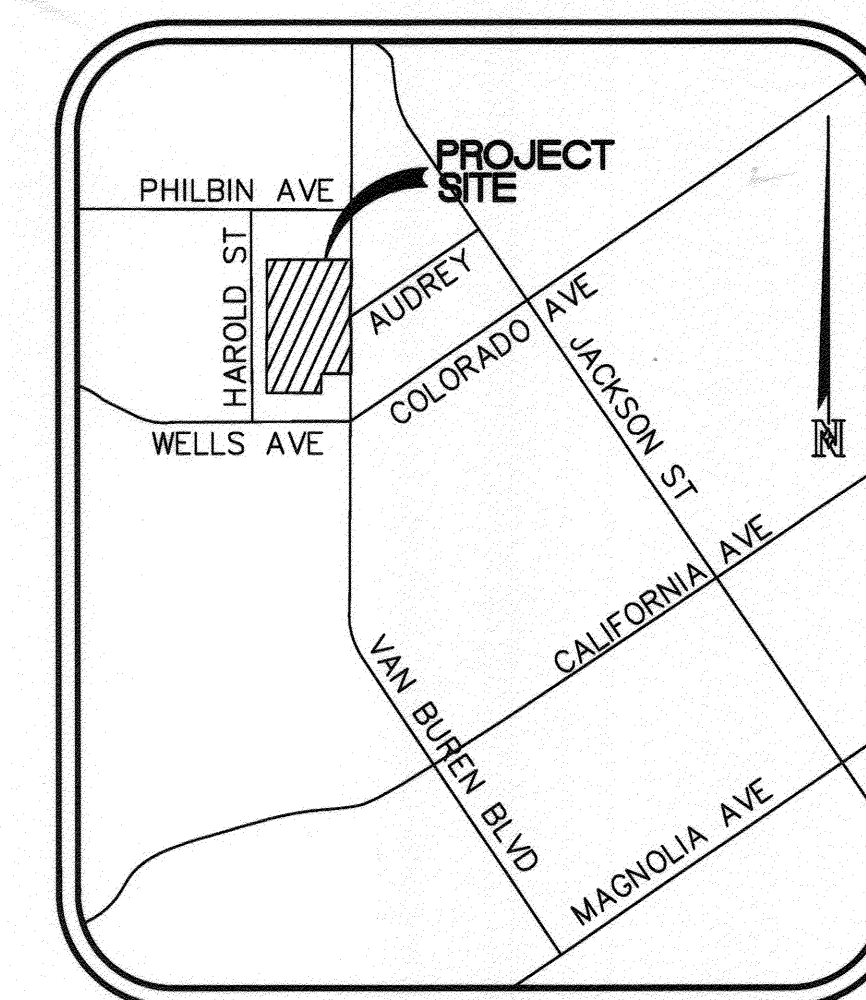 PROJECT
SITE
PHILBIN AVE
HAROLD ST
AUDREY
COLORADO AVE
JACKSON ST
WELLS AVE
N
CALIFORNIA AVE
VAN BUREN BLVD
MAGNOLIA AVE